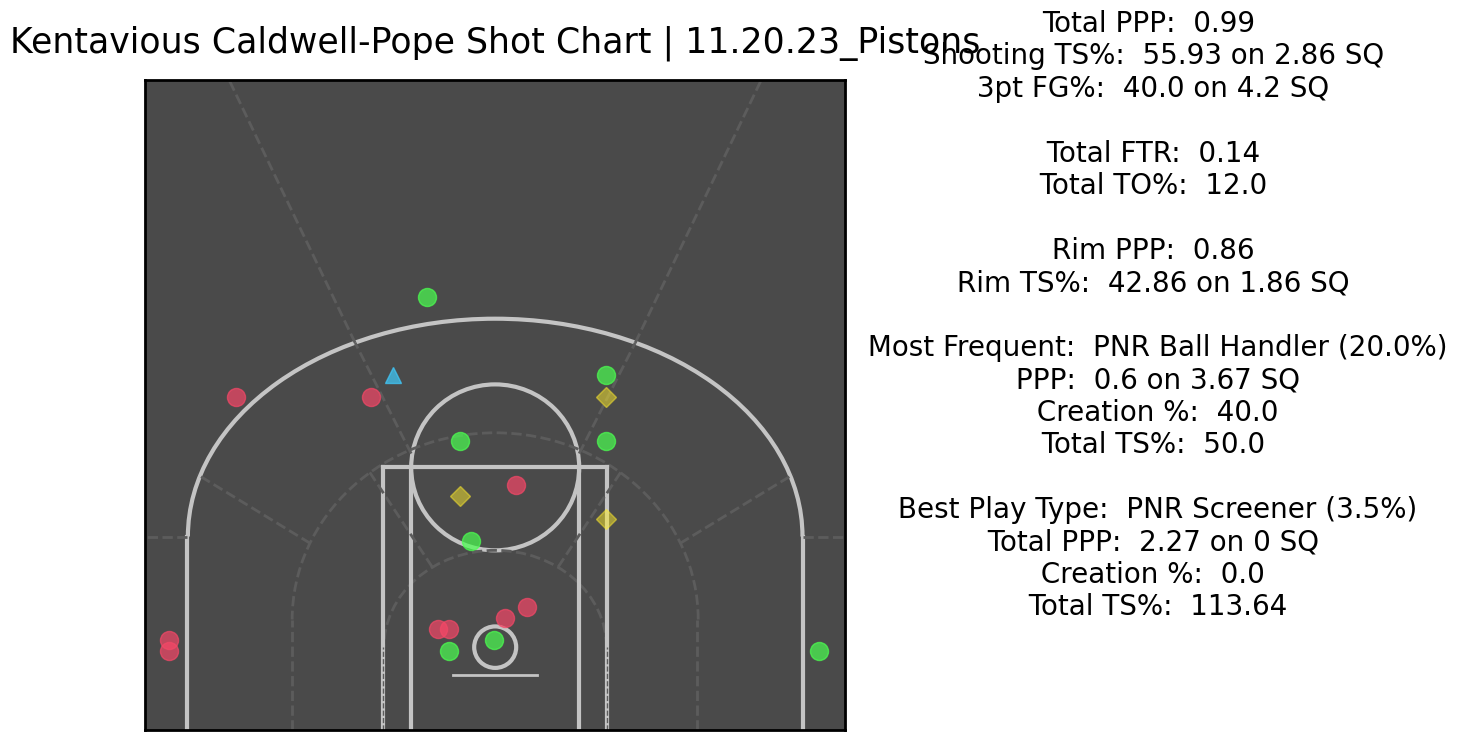 Kentavious Caldwell-Pope Shot Chart | 11.20.23_Pistons
Total PPP:  0.99
Shooting TS%:  55.93 on 2.86 SQ
3pt FG%:  40.0 on 4.2 SQ
Total FTR:  0.14
Total TO%:  12.0
Rim PPP:  0.86
Rim TS%:  42.86 on 1.86 SQ
Most Frequent:  PNR Ball Handler (20.0%)
PPP:  0.6 on 3.67 SQ
Creation %:  40.0
Total TS%:  50.0
Best Play Type:  PNR Screener (3.5%)
Total PPP:  2.27 on 0 SQ
Creation %:  0.0
Total TS%:  113.64